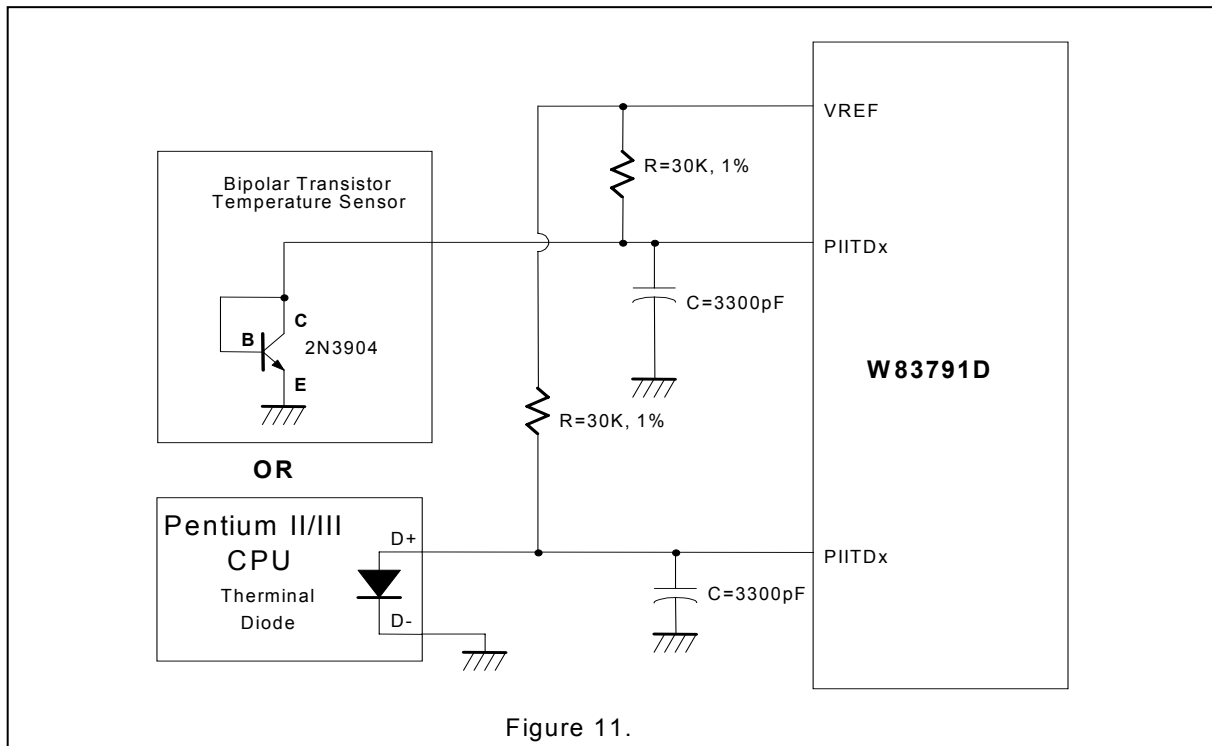 VREF
R=30K, 1%
Bipolar Transistor
Temperature Sensor
PIITDx
C=3300pF
C
B
2N3904
E
W83791D
R=30K, 1%
OR
Pentium II/III
CPU
Therminal
Diode
D+
D-
PIITDx
C=3300pF
Figure 11.